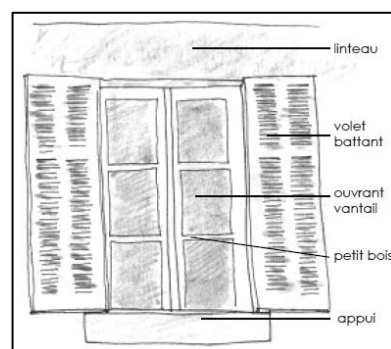 linteau
volet
battant
ouvrant
vantail
petit bois
appui